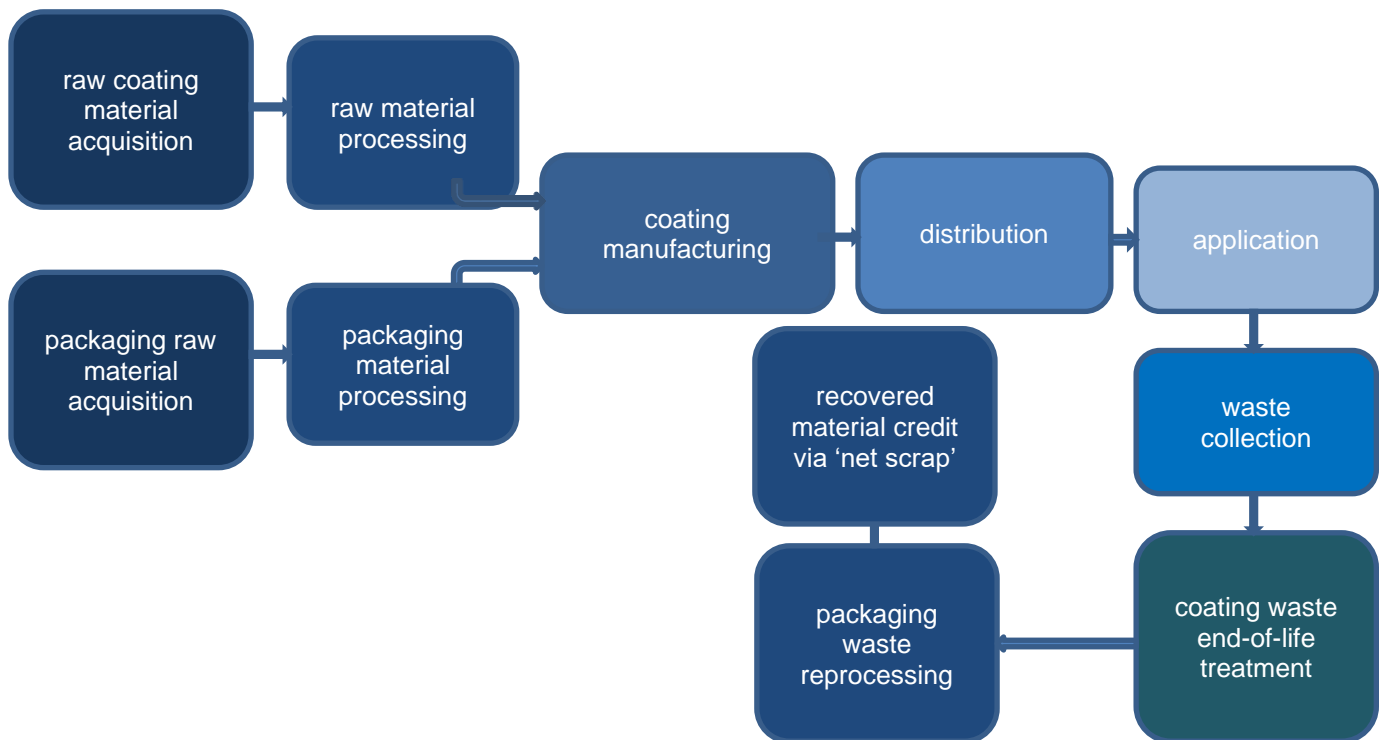 raw coating
material
acquisition
raw material
processing
coating
manufacturing
distribution
application
packaging raw
material
acquisition
packaging
material
processing
recovered
material credit
via ‘net scrap’
waste
collection
packaging
waste
reprocessing
coating waste
end-of-life
treatment